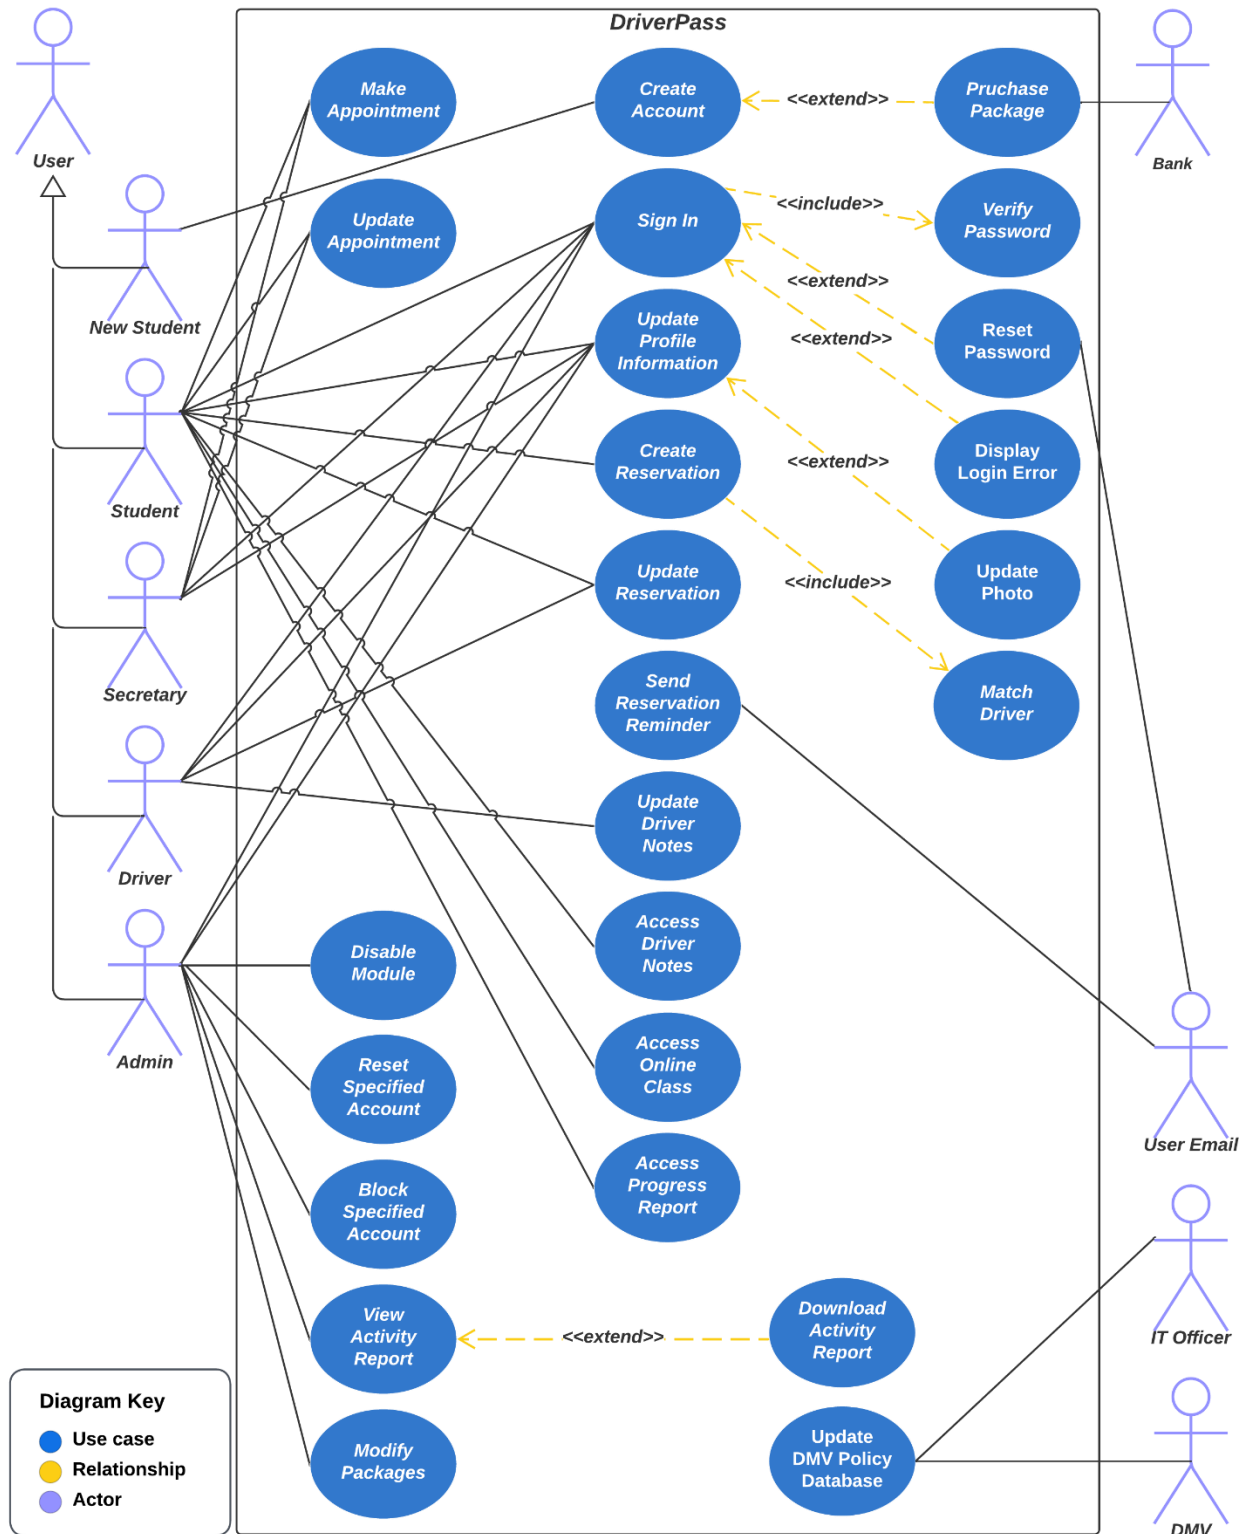 DriverPass
User
New Student
Student
Secretary
Driver
Admin
Make
Appointment
Update
Appointment
Disable
Module
Reset
Specified
Account
Block
Specified
Account
View
Activity
Report
Modify
Packages
Create
Account
Sign In
Update
Profile
Information
Create
Reservation
Update
Reservation
Send
Reservation
Reminder
Update
Driver
Notes
Access
Driver
Notes
Access
Online
Class
Access
Progress
Report
<<extend>>
<<include>>
<<extend>>
<<extend>>
<<extend>>
<<include>>
<<extend>>
Pruchase
Package
Verify
Password
Reset
Password
Display
Login Error
Update
Photo
Match
Driver
Download
Activity
Report
Update
DMV Policy
Database
Bank
User Email
IT Officer
DMV
Diagram Key
Use case
Relationship
Actor